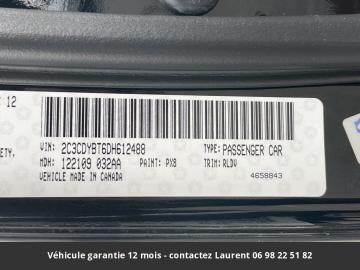 12
ETY,
VIN: 2C3CDYBT6DH612488 TYPE: PASSENGER CAR
MDH: 122109 032AA PAINT: PX8 TRIM: RLDV
VEHICLE MADE IN CANADA 4658843
Véhicule garantie 12 mois - contactez Laurent 06 98 22 51 82